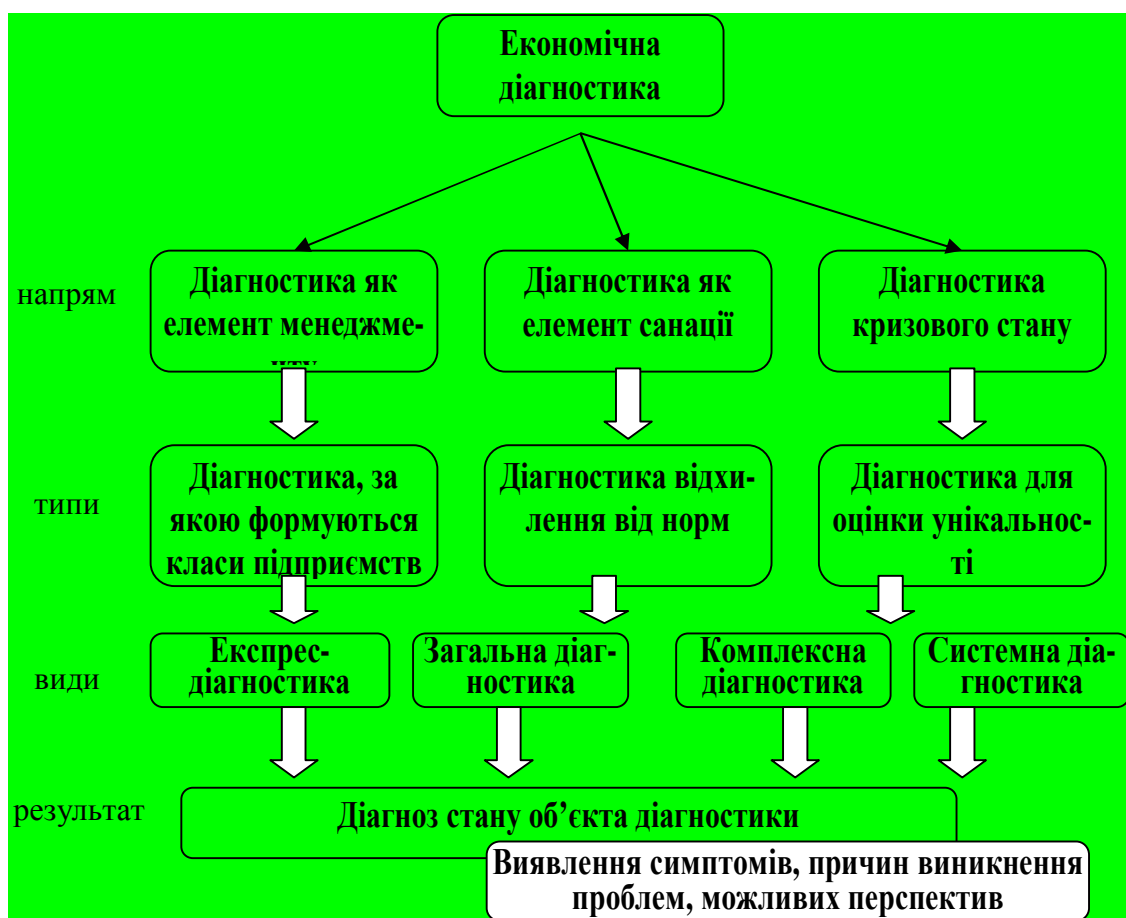 Економічна
діагностика
напрям
Діагностика як
елемент менеджме-
Діагностика як
елемент санації
Діагностика
кризового стану
типи
Діагностика, за
якою формуються
класи підприємств
Діагностика відхи-
лення від норм
Діагностика для
оцінки унікальнос-
ті
види
Експрес-
діагностика
Загальна діаг-
ностика
Комплексна
діагностика
Системна діа-
гностика
результат
Діагноз стану об’єкта діагностики
Виявлення симптомів, причин виникнення
проблем, можливих перспектив